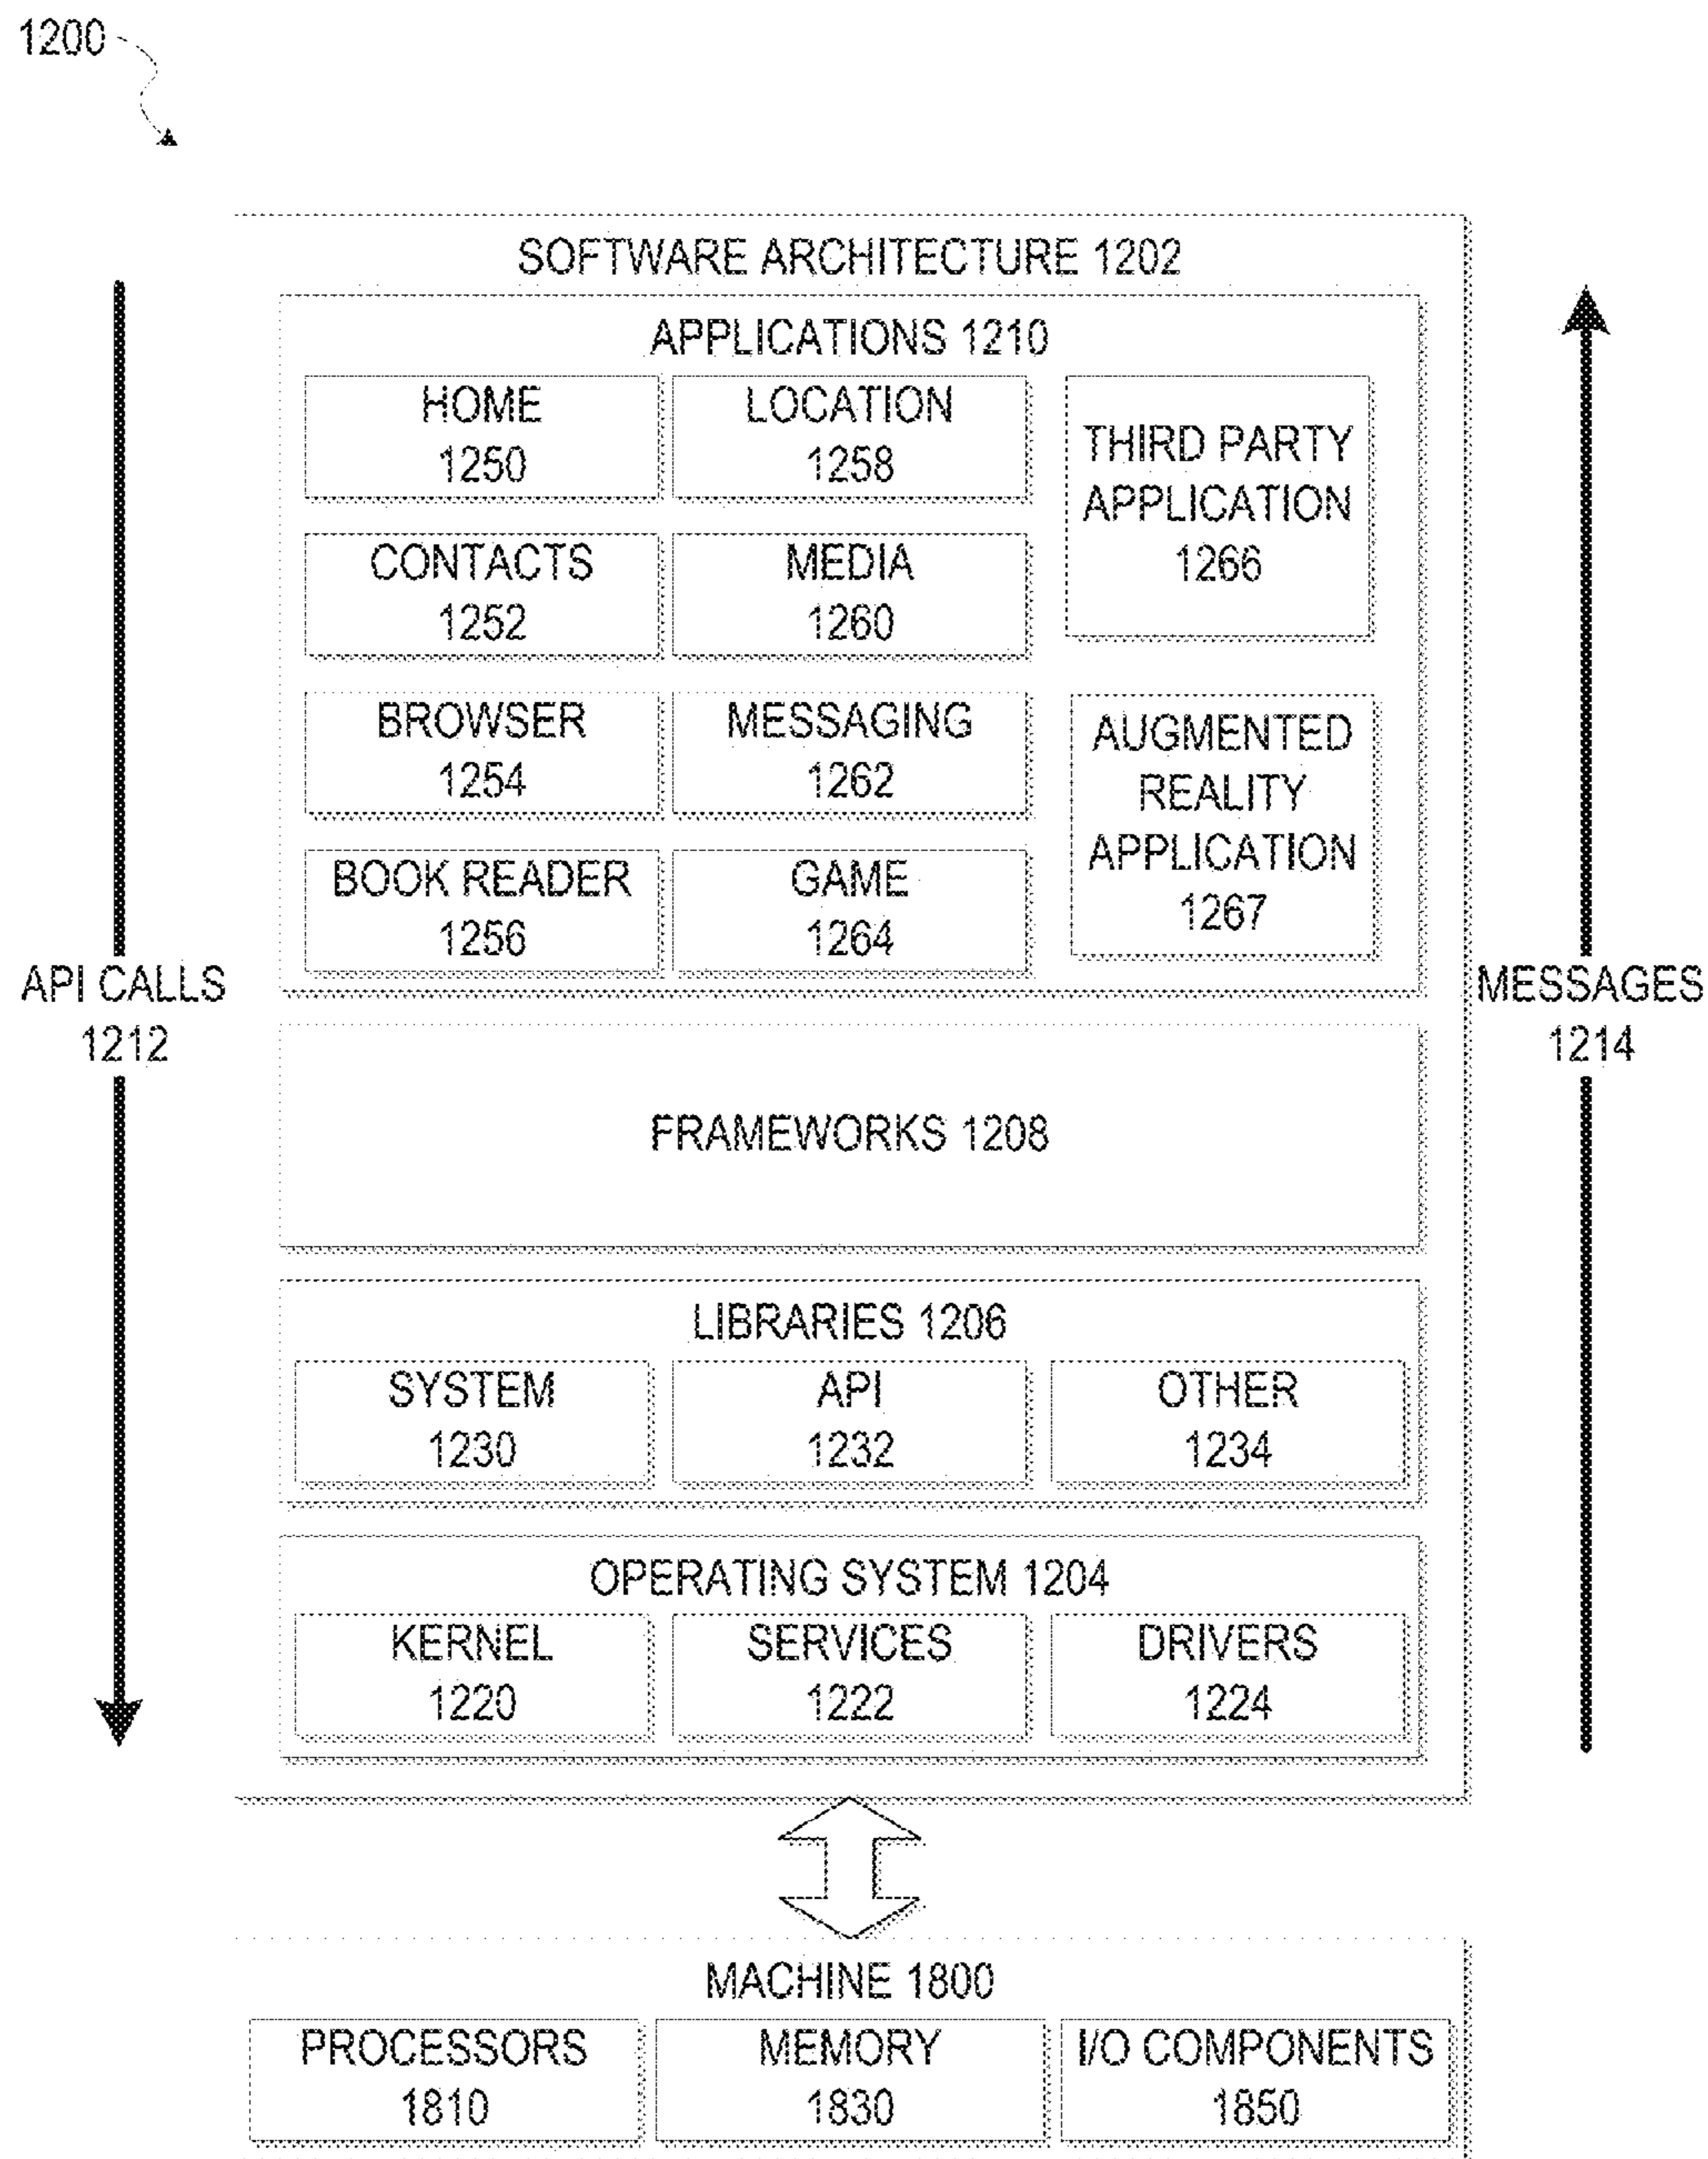 1200
SOFTWARE ARCHITECTURE 1202
APPLICATIONS 1210
HOME
1250
LOCATION
1258
THIRD PARTY
APPLICATION
1266
CONTACTS
1252
MEDIA
1260
BROWSER
1254
MESSAGING
1262
AUGMENTED
REALITY
APPLICATION
1267
BOOK READER
1256
GAME
1264
API CALLS
1212
MESSAGES
1214
FRAMEWORKS 1208
LIBRARIES 1206
SYSTEM
1230
API
1232
OTHER
1234
OPERATING SYSTEM 1204
KERNEL
1220
SERVICES
1222
DRIVERS
1224
MACHINE 1800
PROCESSORS
1810
MEMORY
1830
I/O COMPONENTS
1850